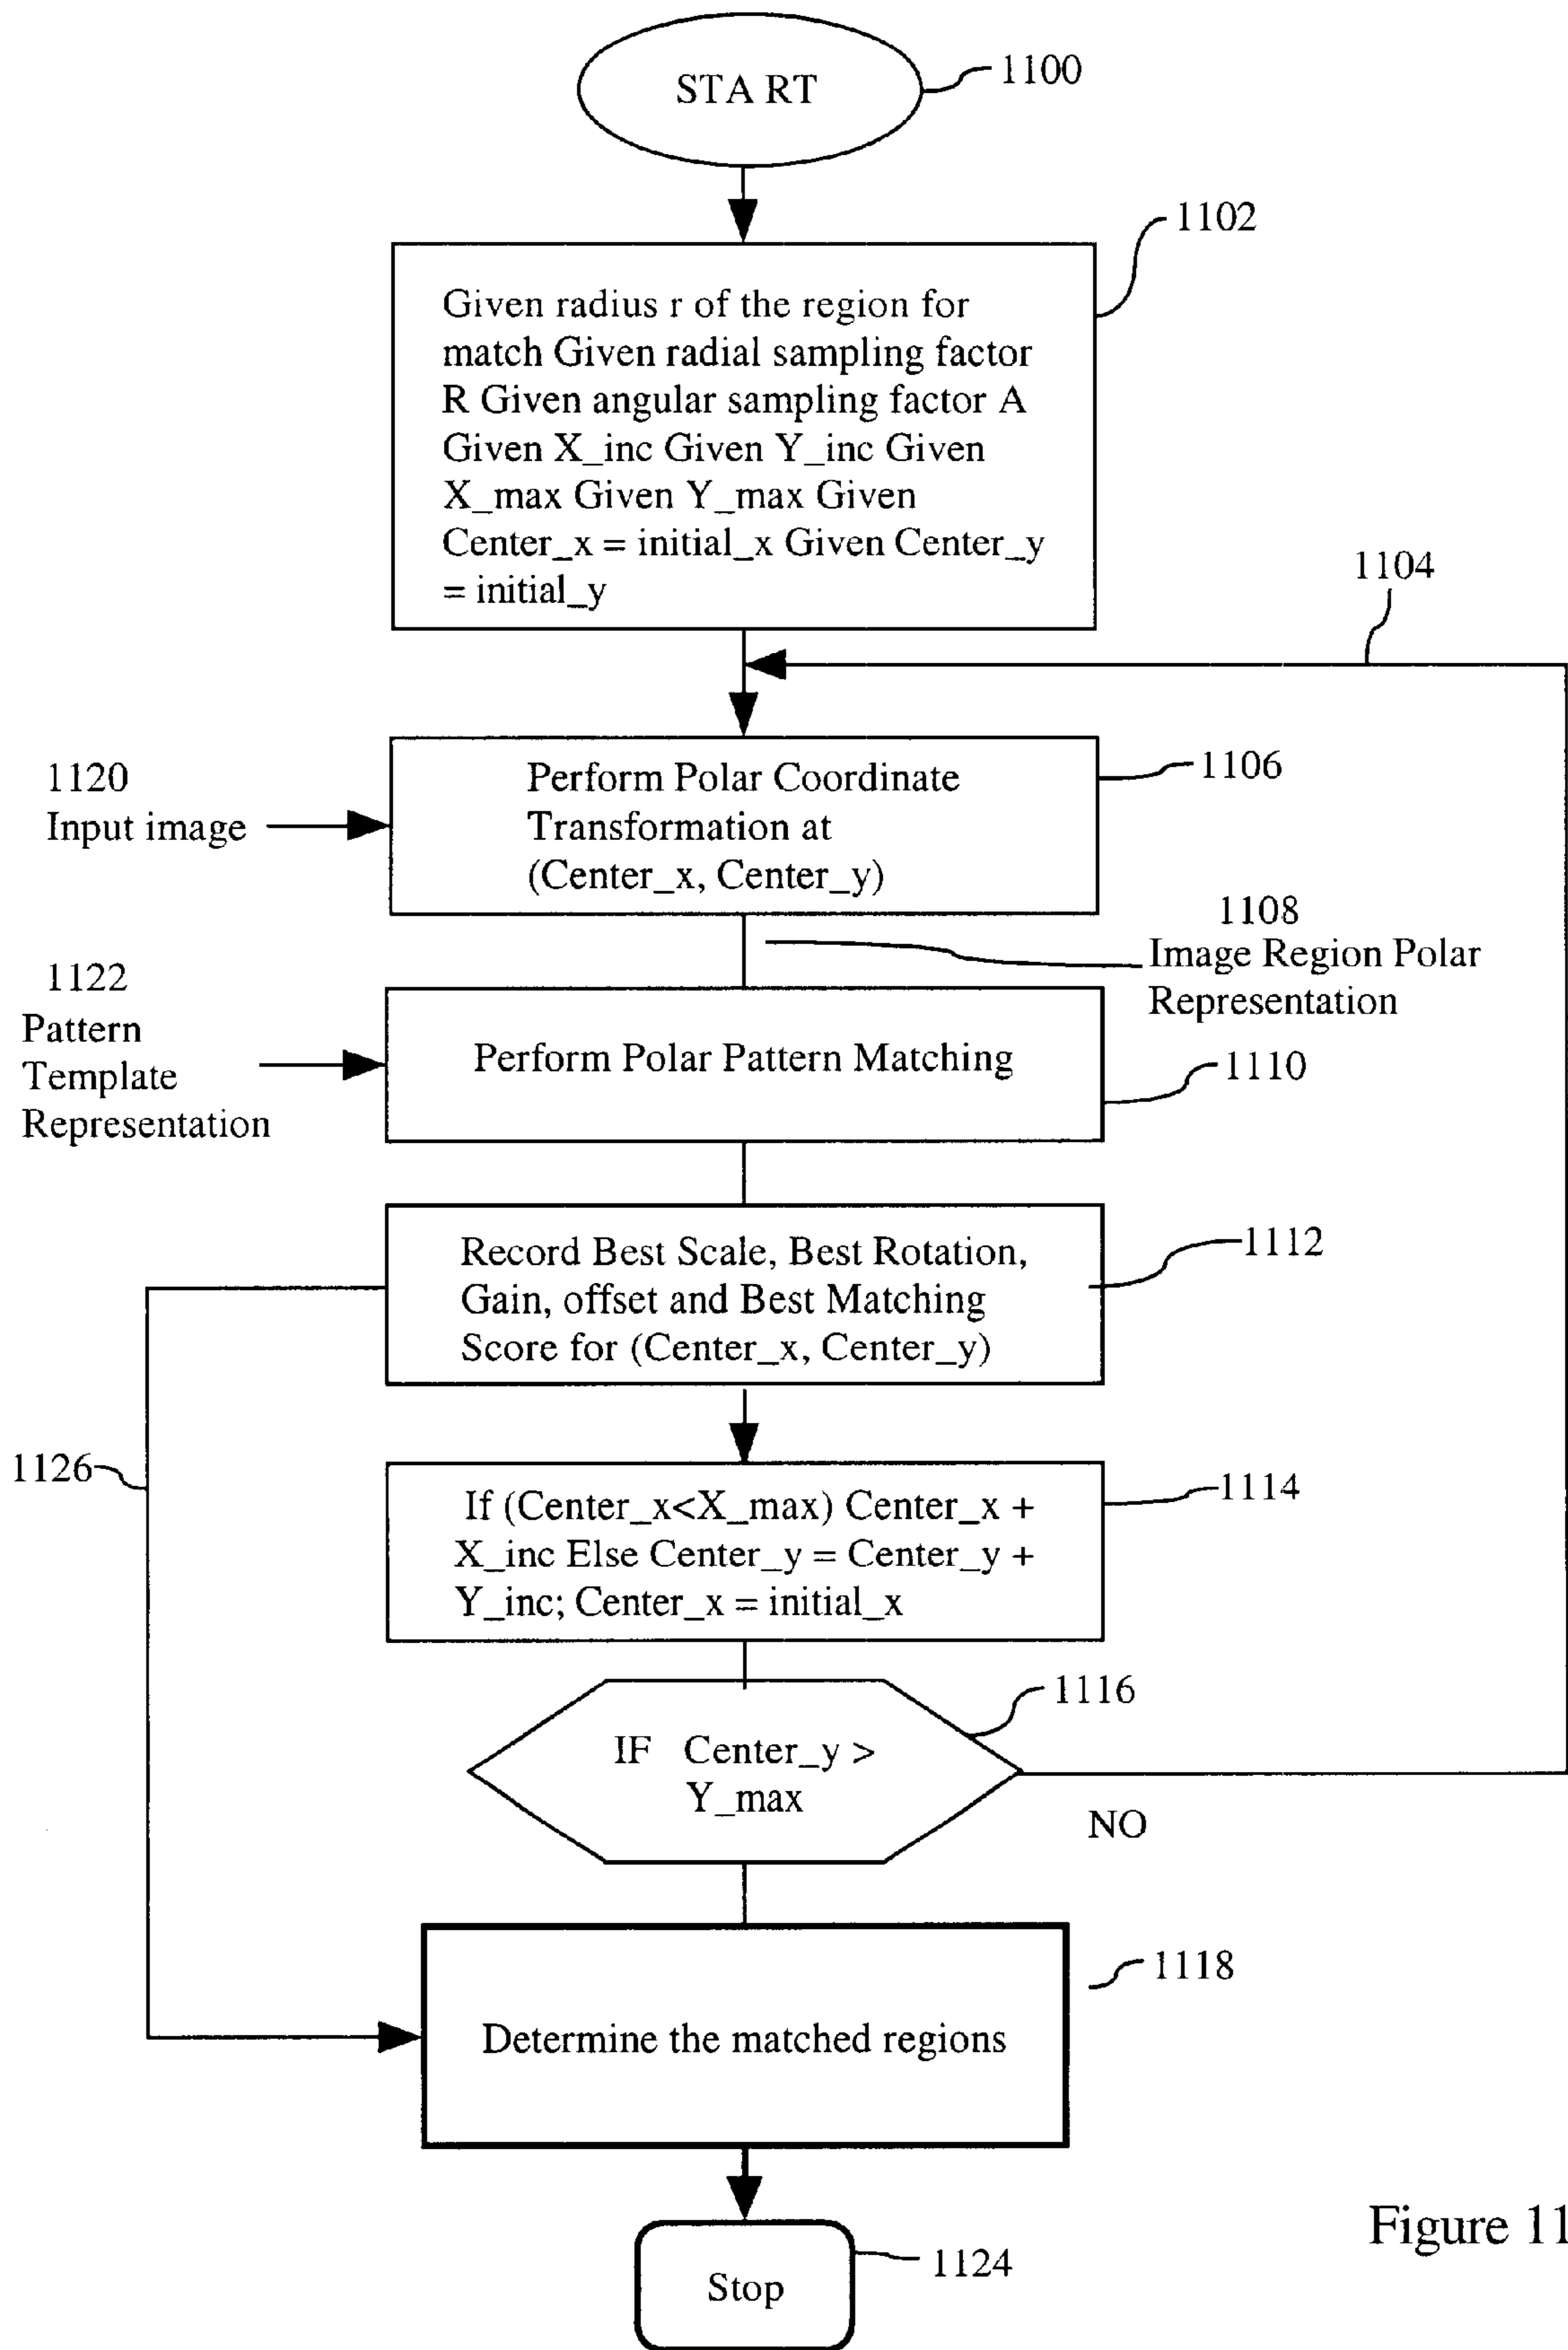 STA RT
1100
1102
Given radius r of the region for
match Given radial sampling factor
R Given angular sampling factor A
Given X_inc Given Y_inc Given
X_max Given Y_max Given
Center_x = initial_x Given Center_y
= initial_y
1104
1120
Input image
Perform Polar Coordinate
Transformation at
(Center_x, Center_y)
1106
1108
Image Region Polar
Representation
1122
Pattern
Template
Representation
Perform Polar Pattern Matching
1110
Record Best Scale, Best Rotation,
Gain, offset and Best Matching
Score for (Center_x, Center_y)
1112
1126
If (Center_x<X_max) Center_x +
X_inc Else Center_y = Center_y +
Y_inc; Center_x = initial_x
1114
1116
IF Center_y >
Y_max
NO
1118
Determine the matched regions
Figure 11
1124
Stop